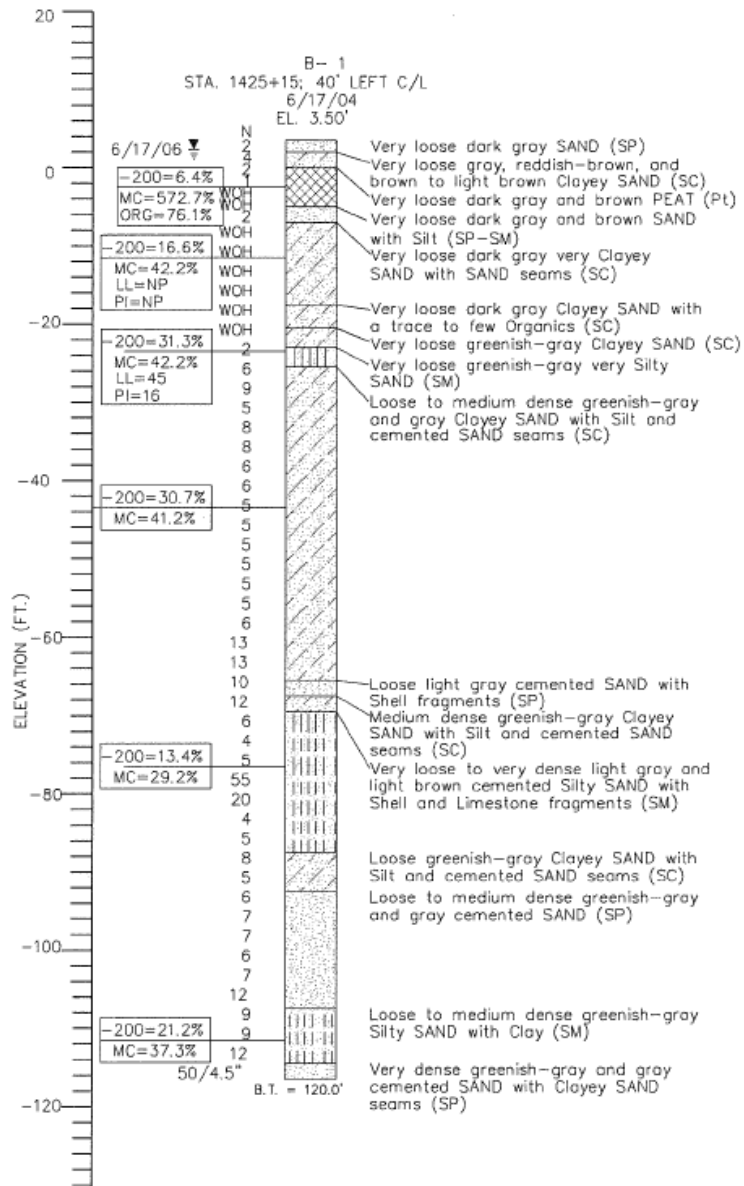 20
B- 1
STA. 1425+15; 40' LEFT C/L
6/17/04
EL. 3.50'
N
6/17/06
2
Very loose dark gray SAND (SP)
4
Very loose gray, reddish-brown, and
brown to light brown Clayey SAND (SC)
0
2
-200=6.4%
1
MC=572.7%
ORG=76.1%
WOH
WOH
Very loose dark gray and brown PEAT (Pt)
2
Very loose dark gray and brown SAND
with Silt (SP-SM)
WOH
-200=16.6%
MC=42.2%
LL=NP
PI=NP
WOH
Very loose dark gray very Clayey
SAND with SAND seams (SC)
WOH
WOH
WOH
Very loose dark gray Clayey SAND with
a trace to few Organics (SC)
-20
WOH
Very loose greenish-gray Clayey SAND (SC)
-200=31.3%
MC=42.2%
LL=45
PI=16
2
Very loose greenish-gray very Silty
SAND (SM)
6
9
Loose to medium dense greenish-gray
and gray Clayey SAND with Silt and
cemented SAND seams (SC)
5
8
8
6
-40
6
-200=30.7%
MC=41.2%
5
5
5
5
5
5
6
-60
ELEVATION (FT.)
13
13
10
Loose light gray cemented SAND with
Shell fragments (SP)
12
Medium dense greenish-gray Clayey
SAND with Silt and cemented SAND
seams (SC)
6
4
-200=13.4%
MC=29.2%
5
Very loose to very dense light gray and
light brown cemented Silty SAND with
Shell and Limestone fragments (SM)
55
-80
20
4
5
8
Loose greenish-gray Clayey SAND with
Silt and cemented SAND seams (SC)
5
6
Loose to medium dense greenish-gray
and gray cemented SAND (SP)
7
7
-100
6
7
12
9
Loose to medium dense greenish-gray
Silty SAND with Clay (SM)
-200=21.2%
MC=37.3%
9
12
50/4.5"
B.T. = 120.0'
Very dense greenish-gray and gray
cemented SAND with Clayey SAND
seams (SP)
-120